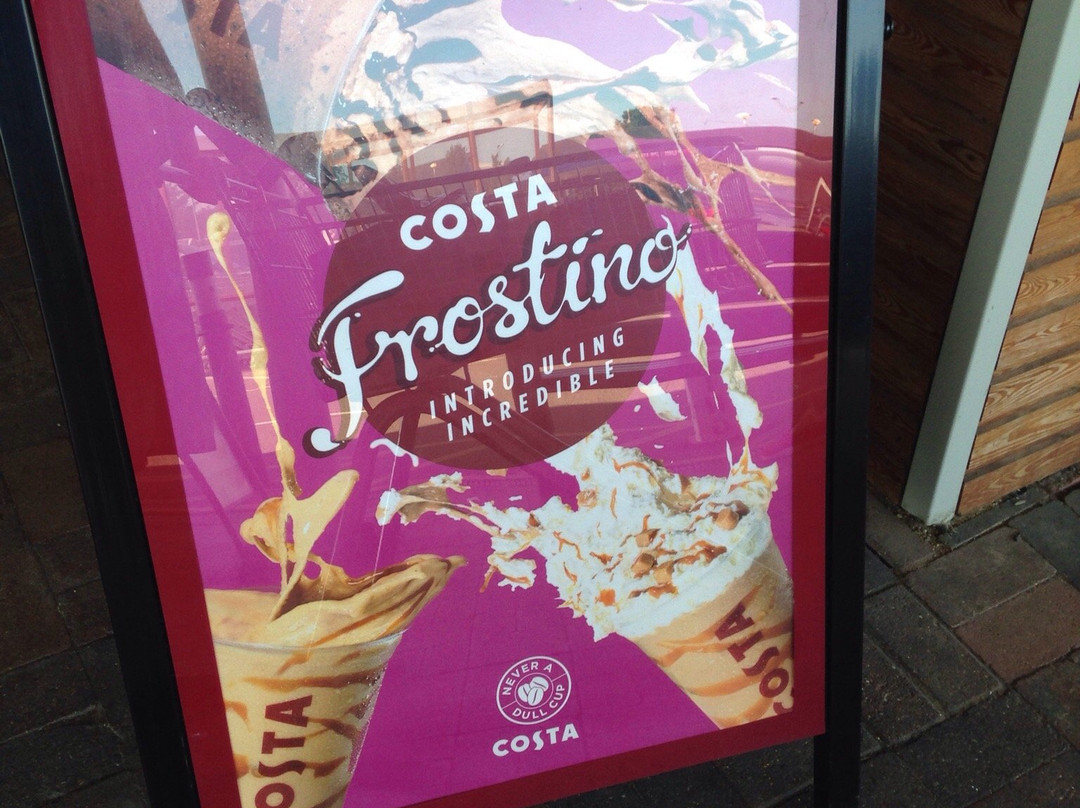 COSTA
Frostino
INTRODUCING
INCREDIBLE
COSTA
COSTA
NEVER A
DULL CUP
COSTA